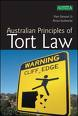 Australian Principles of
Tort Law
WARNING
CLIFF EDGE